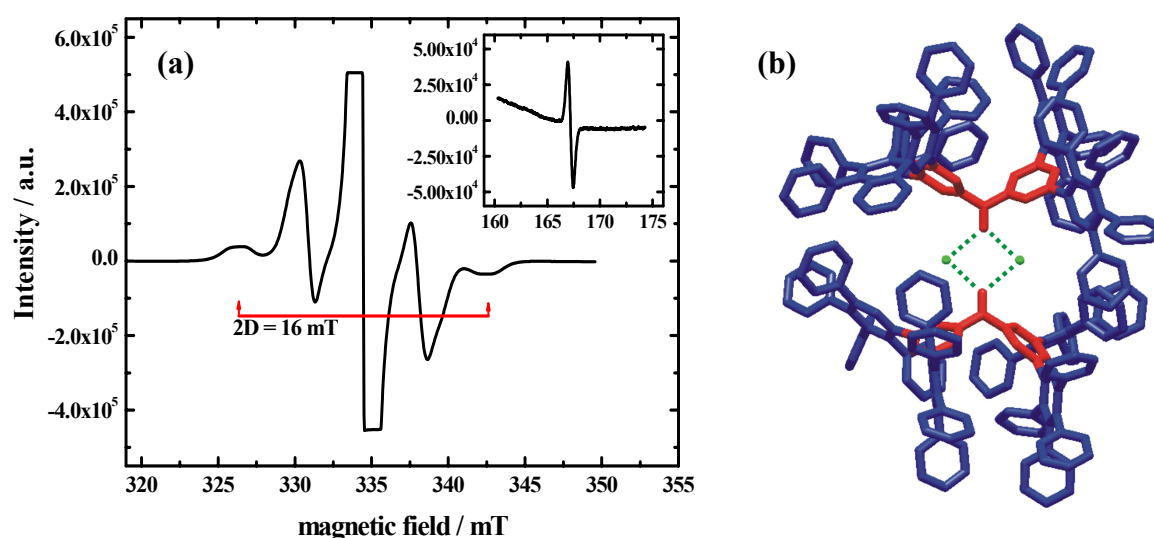 (a)
(b)
Intensity / a.u.
6.0x10⁵
4.0x10⁵
2.0x10⁵
0.0
-2.0x10⁵
-4.0x10⁵
5.00x10⁴
2.50x10⁴
0.00
-2.50x10⁴
-5.00x10⁴
160 165 170 175
2D = 16 mT
320 325 330 335 340 345 350 355
magnetic field / mT